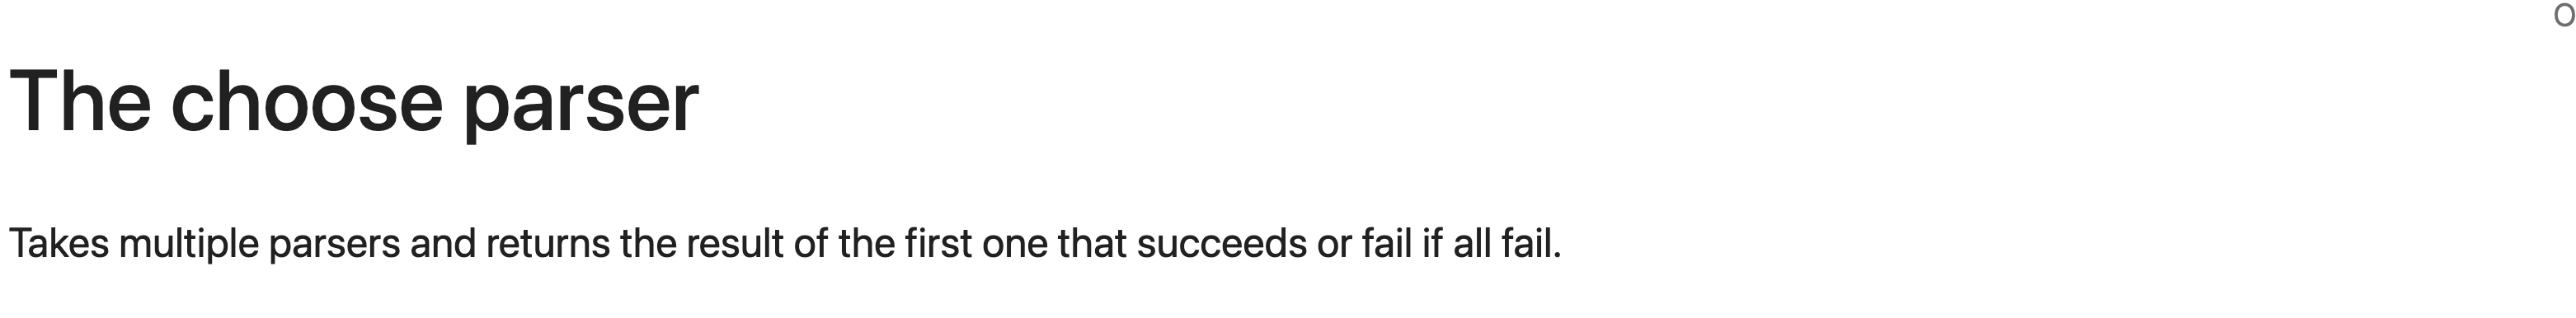 The choose parser
Takes multiple parsers and returns the result of the first one that succeeds or fail if all fail.